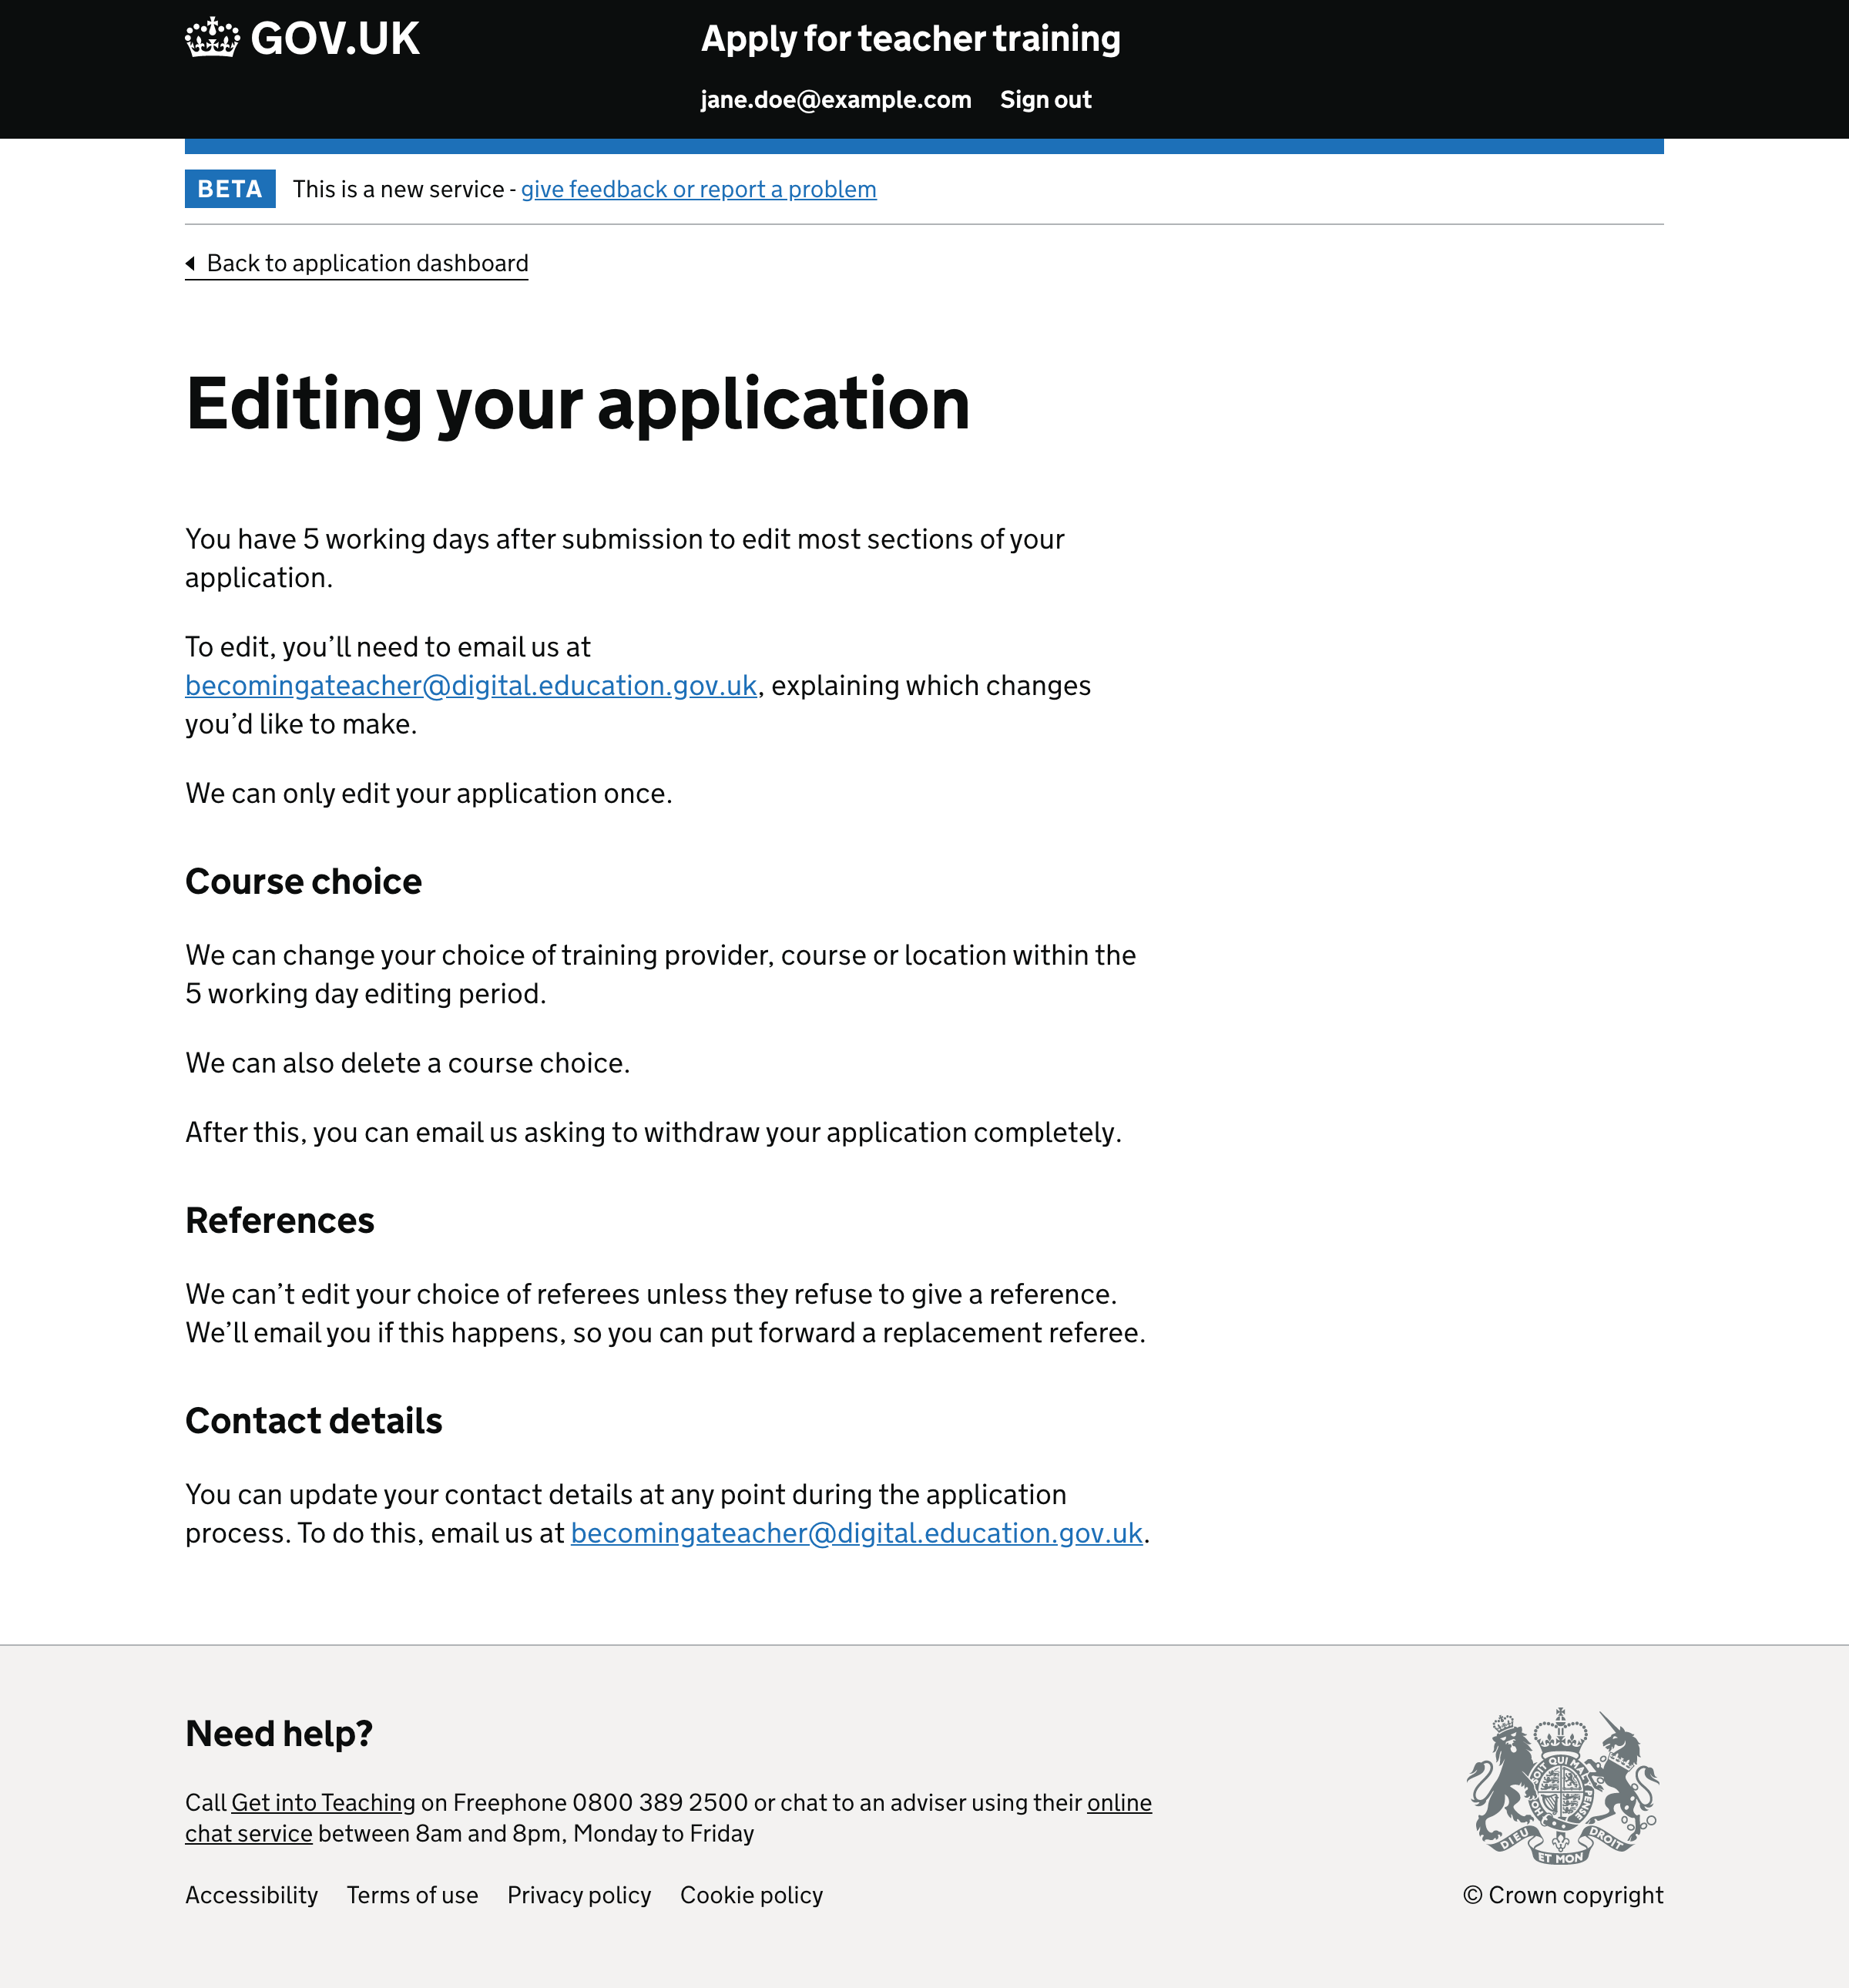 GOV.UK
Apply for teacher training
jane.doe@example.com Sign out
BETA This is a new service - give feedback or report a problem
Back to application dashboard
Editing your application
You have 5 working days after submission to edit most sections of your
application.
To edit, you’ll need to email us at
becomingateacher@digital.education.gov.uk, explaining which changes
you’d like to make.
We can only edit your application once.
Course choice
We can change your choice of training provider, course or location within the
5 working day editing period.
We can also delete a course choice.
After this, you can email us asking to withdraw your application completely.
References
We can’t edit your choice of referees unless they refuse to give a reference.
We’ll email you if this happens, so you can put forward a replacement referee.
Contact details
You can update your contact details at any point during the application
process. To do this, email us at becomingateacher@digital.education.gov.uk.
Need help?
Call Get into Teaching on Freephone 0800 389 2500 or chat to an adviser using their online
chat service between 8am and 8pm, Monday to Friday
Accessibility Terms of use Privacy policy Cookie policy
DIEU ET MON DROIT
© Crown copyright